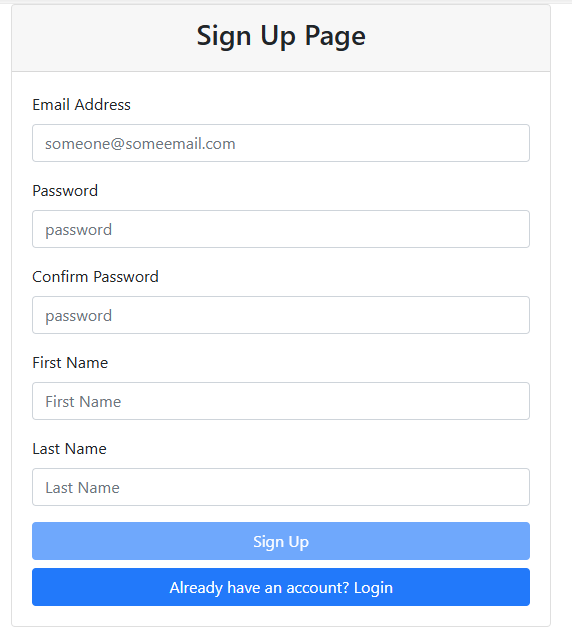 Sign Up Page
Email Address
someone@someemail.com
Password
password
Confirm Password
password
First Name
First Name
Last Name
Last Name
Sign Up
Already have an account? Login